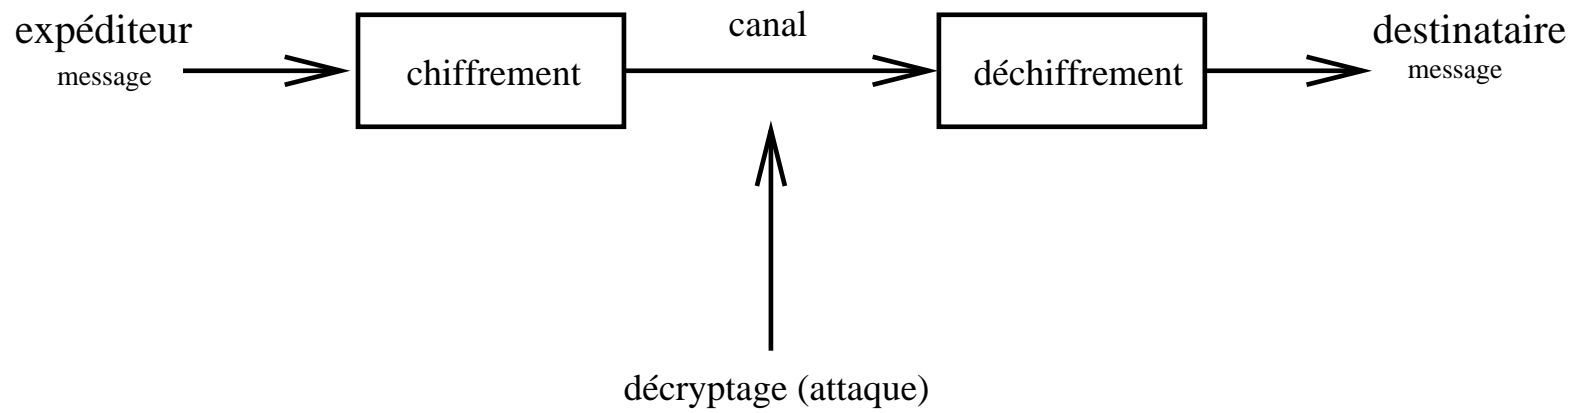 expéditeur
message
chiffrement
canal
déchiffrement
destinataire
message
décryptage (attaque)